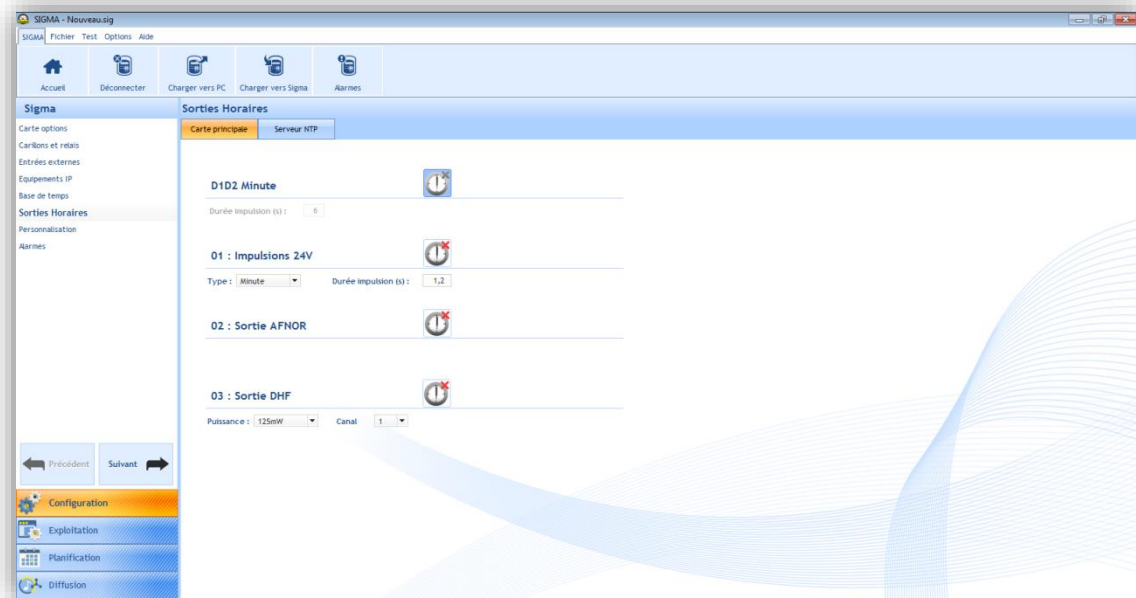 SIGMA - Nouveau.sig
SIGMA Fichier Test Options Aide
Accueil Déconnecter Charger vers PC Charger vers Sigma Alarmes
Sigma
Carte options
Carillons et relais
Entrées externes
Equipements IP
Base de temps
Sorties Horaires
Personnalisation
Alarmes
Précédent Suivant
Configuration
Exploitation
Planification
Diffusion
Sorties Horaires
Carte principale Serveur NTP
D1D2 Minute
Durée impulsion (s) : 6
01 : Impulsions 24V
Type : Minute Durée impulsion (s) : 1,2
02 : Sortie AFNOR
03 : Sortie DHF
Puissance : 125mW Canal 1